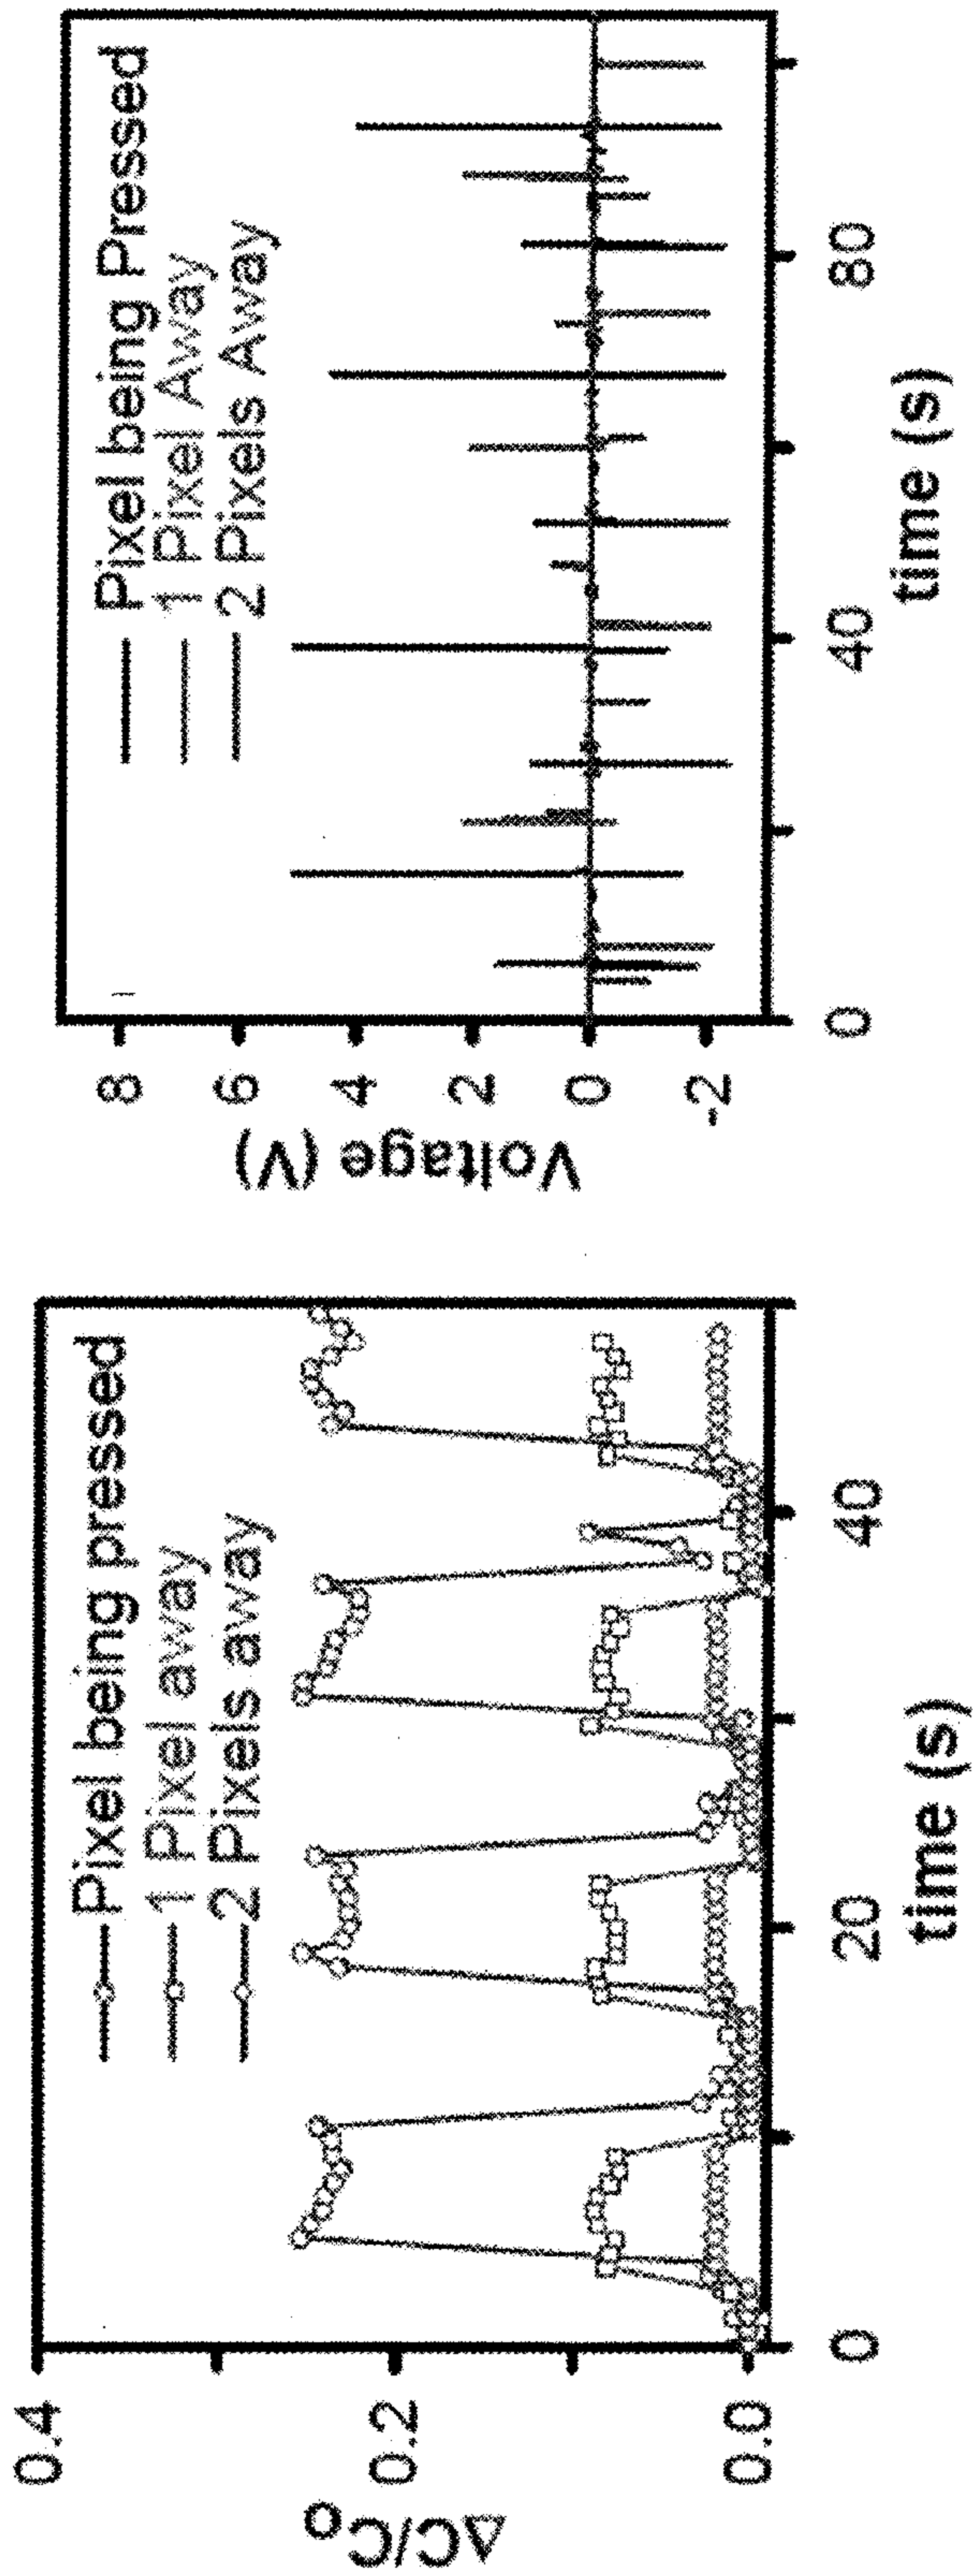 0.4
0.2
0.0
ΔC/C₀
Pixel being pressed
1 Pixel away
2 Pixels away
0
20
40
time (s)
8
6
4
2
0
-2
Voltage (V)
Pixel being Pressed
1 Pixel Away
2 Pixels Away
0
40
80
time (s)